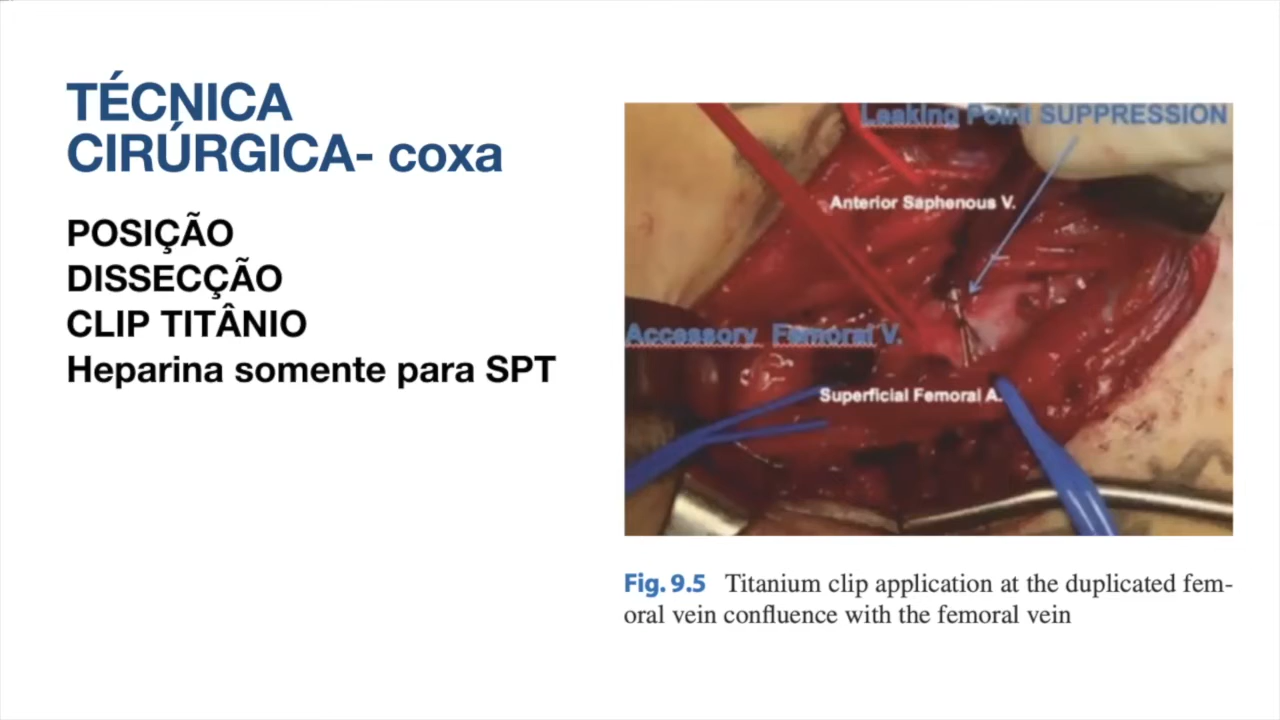 TÉCNICA
CIRÚRGICA- coxa
POSIÇÃO
DISSECÇÃO
CLIP TITÂNIO
Heparina somente para SPT
Leaking Point SUPPRESSION
Anterior Saphenous V.
Accessory Femoral V.
Superficial Femoral A.
Fig. 9.5 Titanium clip application at the duplicated fem-
oral vein confluence with the femoral vein